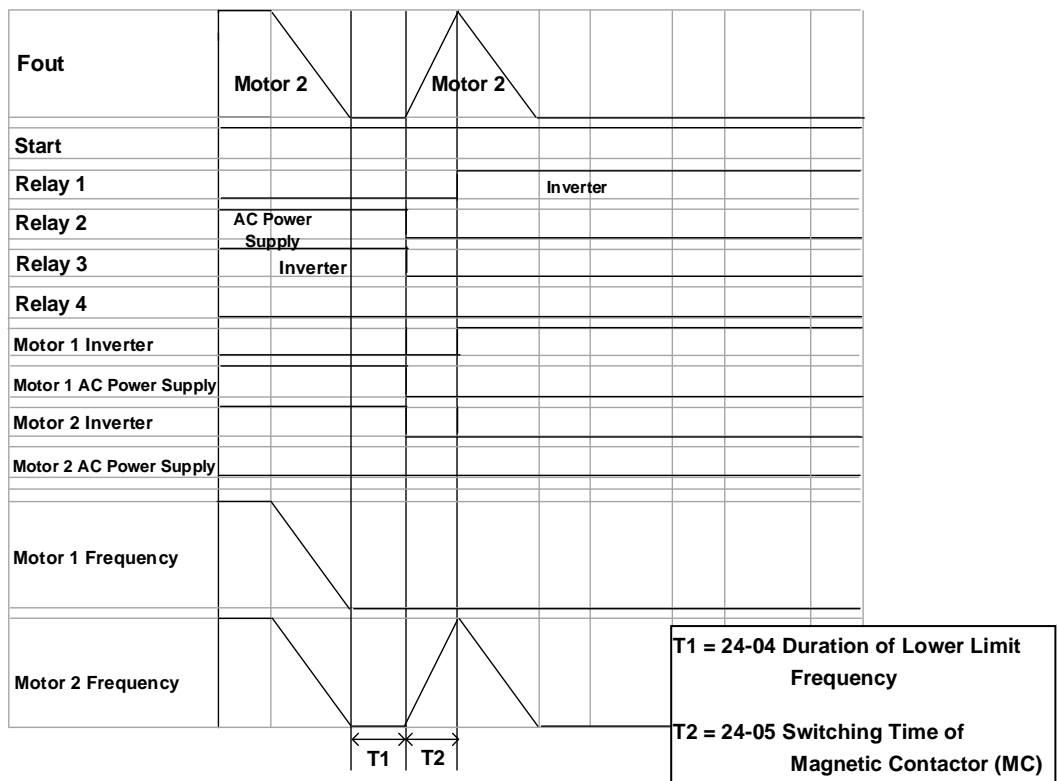 Fout
Motor 2
Motor 2
Start
Relay 1
Inverter
Relay 2
AC Power
Supply
Relay 3
Inverter
Relay 4
Motor 1 Inverter
Motor 1 AC Power Supply
Motor 2 Inverter
Motor 2 AC Power Supply
Motor 1 Frequency
Motor 2 Frequency
T1
T2
T1 = 24-04 Duration of Lower Limit
Frequency
T2 = 24-05 Switching Time of
Magnetic Contactor (MC)